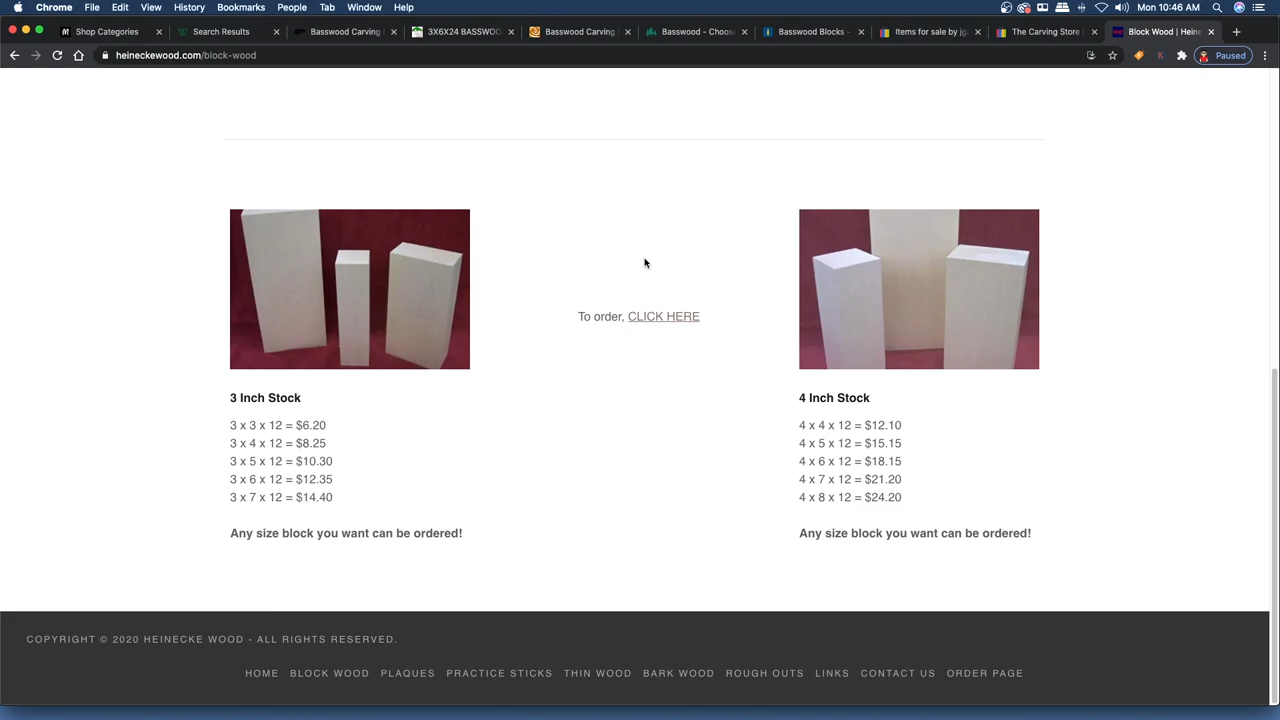 Chrome File Edit View History Bookmarks People Tab Window Help Mon 10:46 AM
Shop Categories Search Results Basswood Carving 3X6X24 BASSWO Basswood Carving Basswood - Choos Basswood Blocks - Items for sale by jg The Carving Store Block Wood | Heine
heineckewood.com/block-wood Paused
To order, CLICK HERE
3 Inch Stock
3 x 3 x 12 = $6.20
3 x 4 x 12 = $8.25
3 x 5 x 12 = $10.30
3 x 6 x 12 = $12.35
3 x 7 x 12 = $14.40
Any size block you want can be ordered!
4 Inch Stock
4 x 4 x 12 = $12.10
4 x 5 x 12 = $15.15
4 x 6 x 12 = $18.15
4 x 7 x 12 = $21.20
4 x 8 x 12 = $24.20
Any size block you want can be ordered!
COPYRIGHT © 2020 HEINECKE WOOD - ALL RIGHTS RESERVED.
HOME BLOCK WOOD PLAQUES PRACTICE STICKS THIN WOOD BARK WOOD ROUGH OUTS LINKS CONTACT US ORDER PAGE